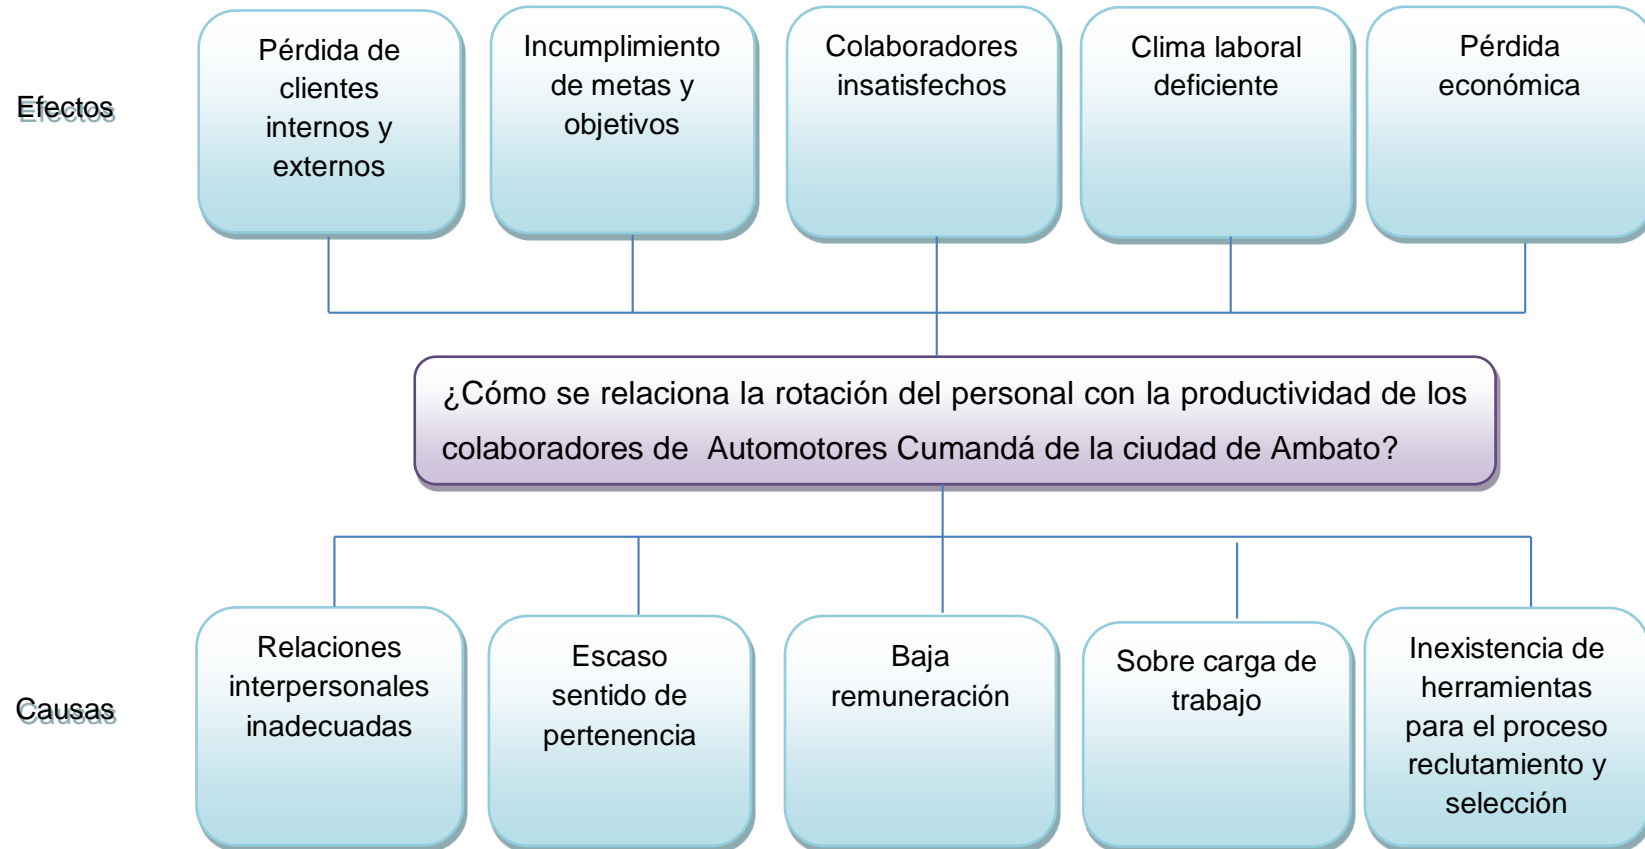 Efectos
Pérdida de
clientes
internos y
externos
Incumplimiento
de metas y
objetivos
Colaboradores
insatisfechos
Clima laboral
deficiente
Pérdida
económica
¿Cómo se relaciona la rotación del personal con la productividad de los
colaboradores de  Automotores Cumandá de la ciudad de Ambato?
Causas
Relaciones
interpersonales
inadecuadas
Escaso
sentido de
pertenencia
Baja
remuneración
Sobre carga de
trabajo
Inexistencia de
herramientas
para el proceso
reclutamiento y
selección